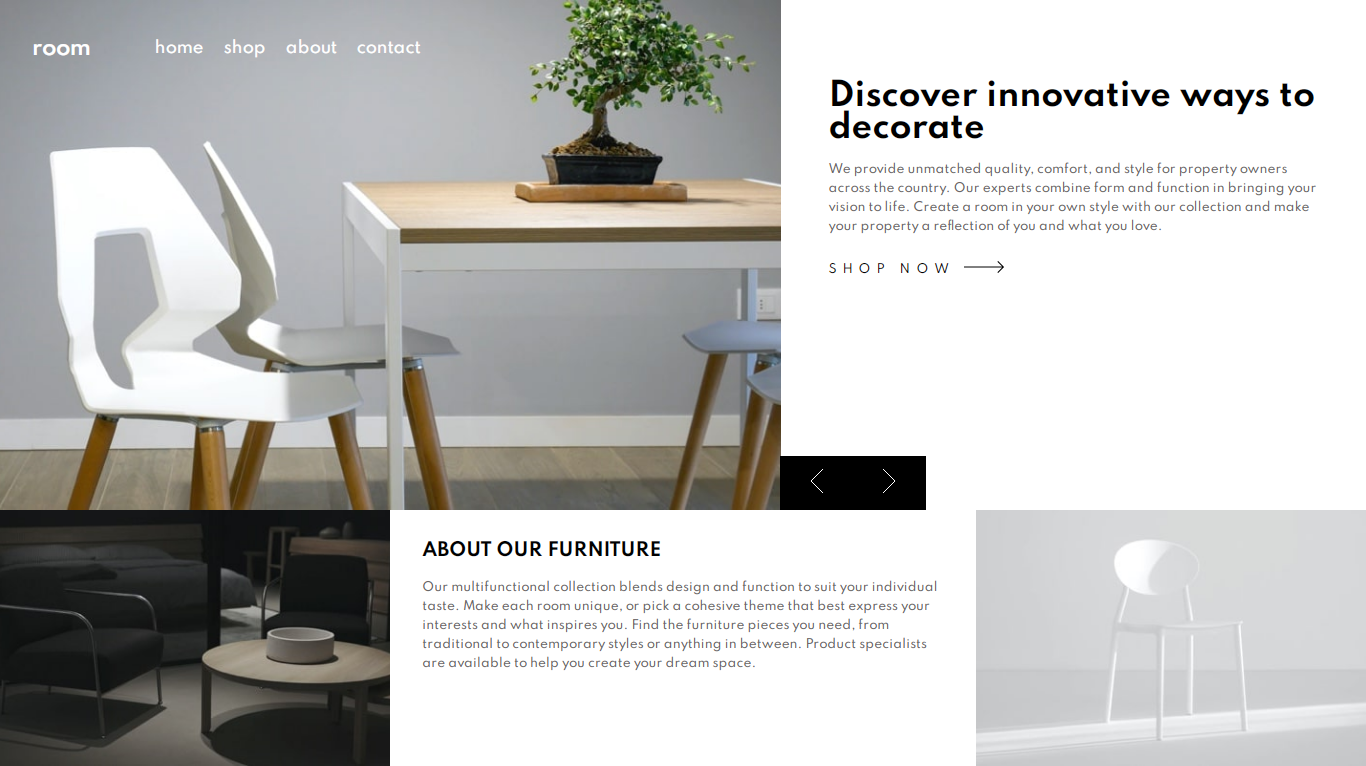 room
home shop about contact
Discover innovative ways to
decorate
We provide unmatched quality, comfort, and style for property owners
across the country. Our experts combine form and function in bringing your
vision to life. Create a room in your own style with our collection and make
your property a reflection of you and what you love.
SHOP NOW
ABOUT OUR FURNITURE
Our multifunctional collection blends design and function to suit your individual
taste. Make each room unique, or pick a cohesive theme that best express your
interests and what inspires you. Find the furniture pieces you need, from
traditional to contemporary styles or anything in between. Product specialists
are available to help you create your dream space.